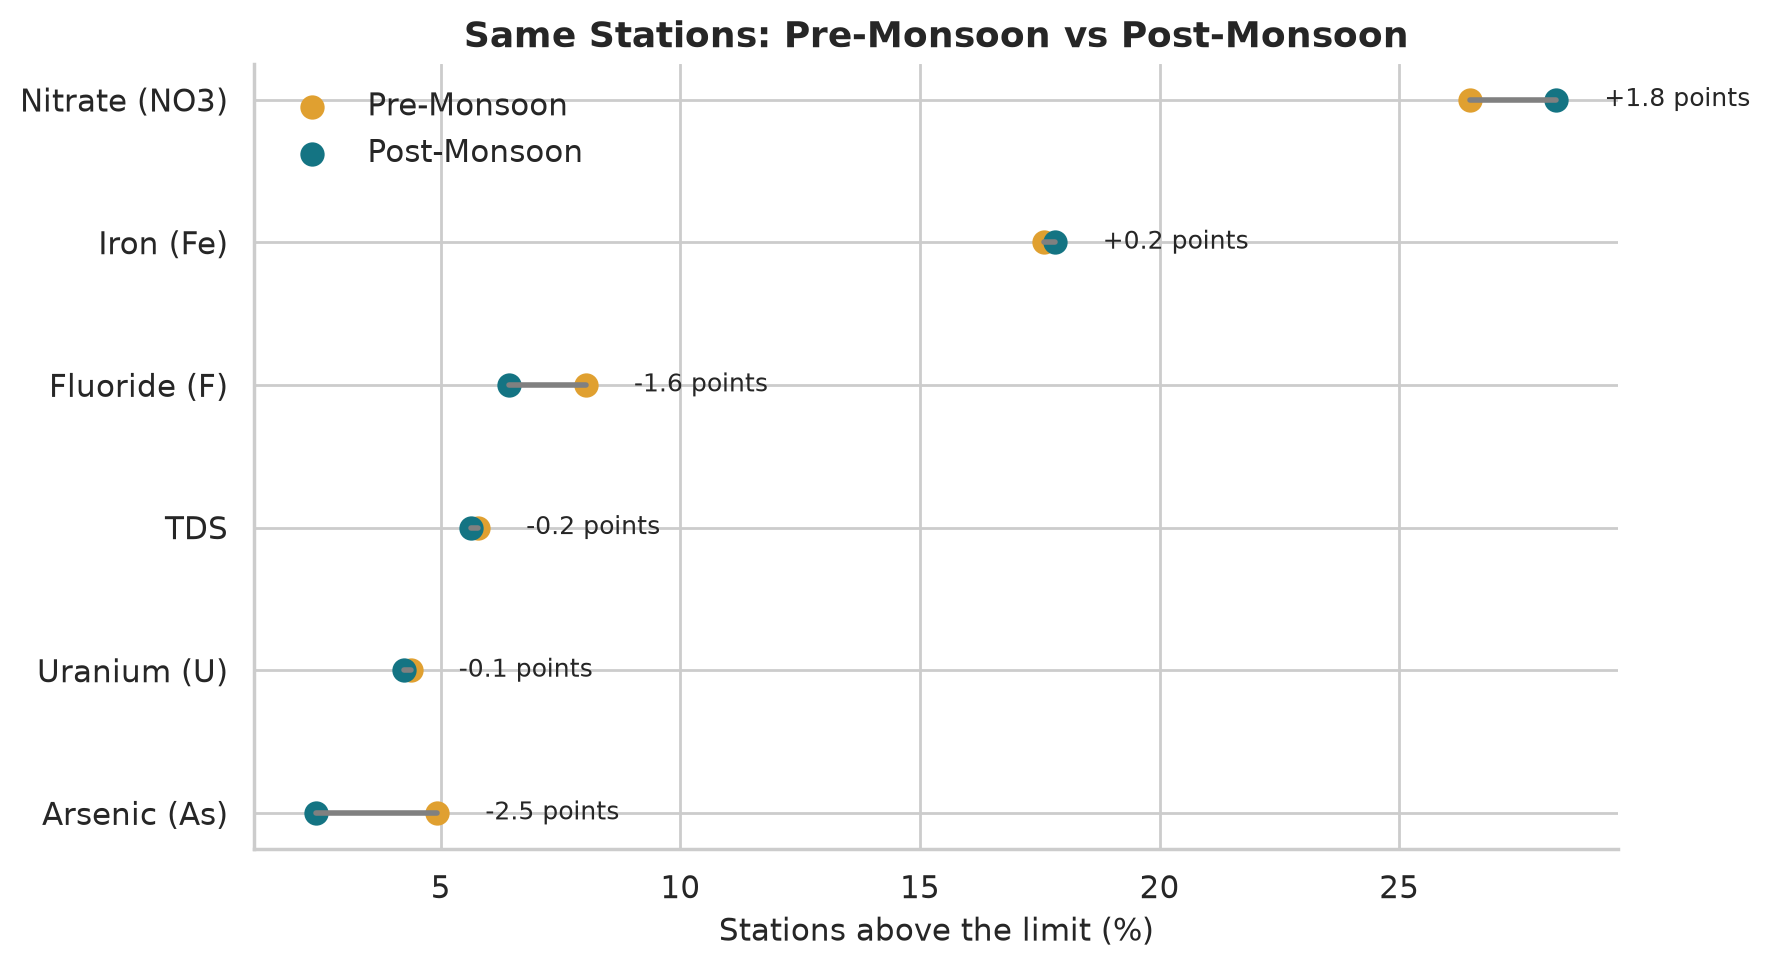 Same Stations: Pre-Monsoon vs Post-Monsoon
Pre-Monsoon
Post-Monsoon
Nitrate (NO3)
+1.8 points
Iron (Fe)
+0.2 points
Fluoride (F)
-1.6 points
TDS
-0.2 points
Uranium (U)
-0.1 points
Arsenic (As)
-2.5 points
5 10 15 20 25
Stations above the limit (%)